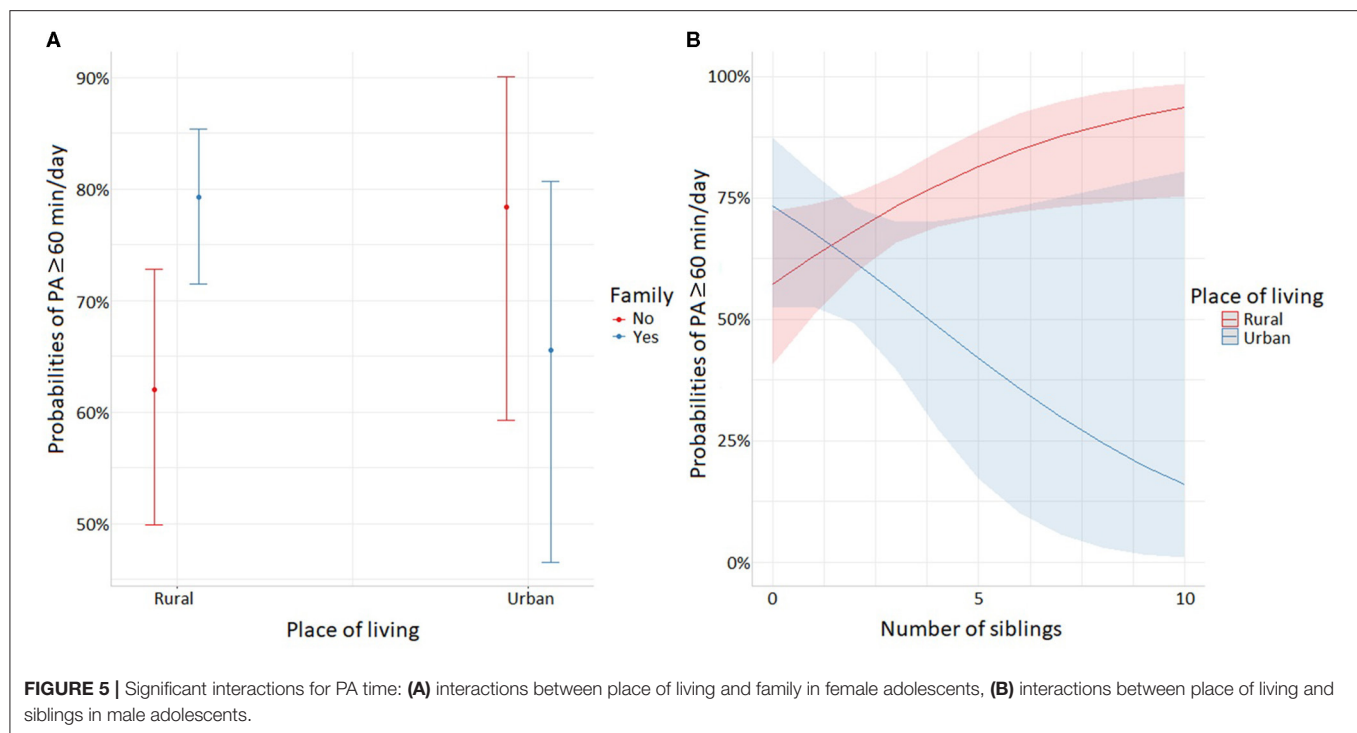 A
90%
80%
70%
60%
50%
Probabilities of PA ≥60 min/day
Rural
Urban
Place of living
Family
No
Yes
B
100%
75%
50%
25%
0%
Probabilities of PA ≥60 min/day
0
5
10
Number of siblings
Place of living
Rural
Urban
FIGURE 5 | Significant interactions for PA time: (A) interactions between place of living and family in female adolescents, (B) interactions between place of living and
siblings in male adolescents.